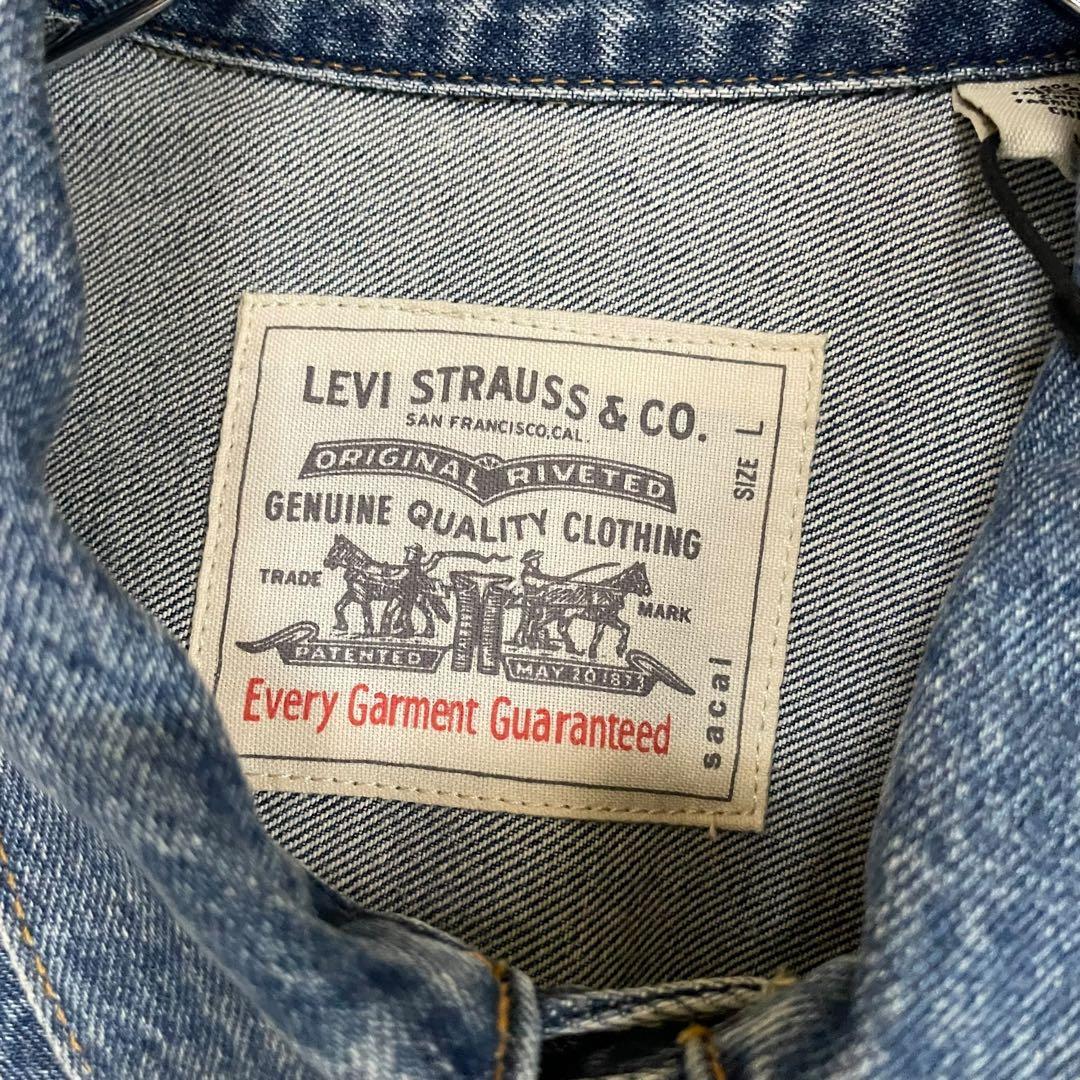 LEVI STRAUSS & CO.
SAN FRANCISCO, CAL.
ORIGINAL RIVETED
GENUINE QUALITY CLOTHING
TRADE MARK
PATENTED MAY 20 1873
Every Garment Guaranteed
SIZE L
sacai